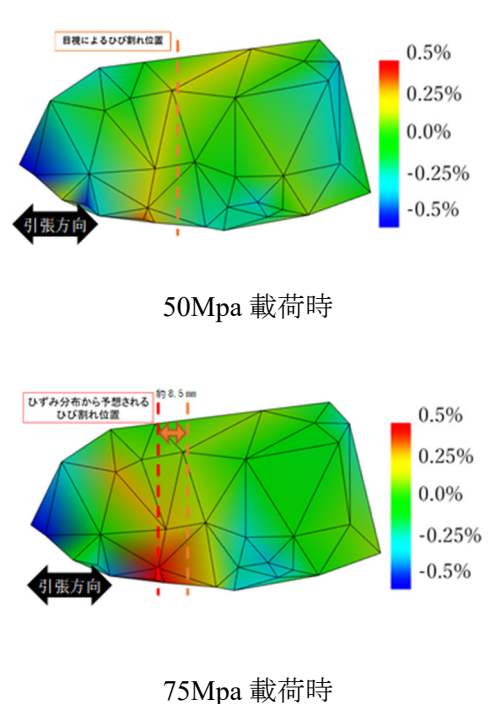 目視によるひび割れ位置
0.5%
0.25%
0.0%
-0.25%
-0.5%
引張方向
50Mpa 載荷時
約8.5㎜
ひずみ分布から予想される
ひび割れ位置
0.5%
0.25%
0.0%
-0.25%
-0.5%
引張方向
75Mpa 載荷時